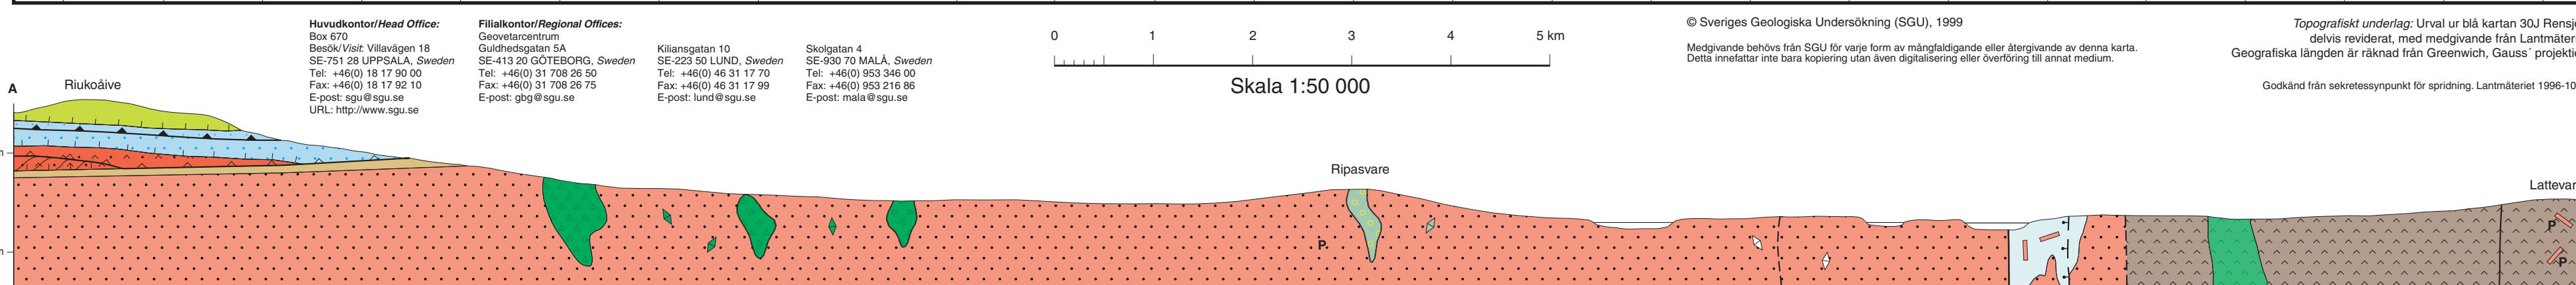 Huvudkontor/Head Office:
Box 670
Besök/Visit: Villavägen 18
SE-751 28 UPPSALA, Sweden
Tel: +46(0) 18 17 90 00
Fax: +46(0) 18 17 92 10
E-post: sgu@sgu.se
URL: http://www.sgu.se
Filialkontor/Regional Offices:
Geovetarcentrum
Guldhedsgatan 5A
SE-413 20 GÖTEBORG, Sweden
Tel: +46(0) 31 708 26 50
Fax: +46(0) 31 708 26 75
E-post: gbg@sgu.se
Kiliansgatan 10
SE-223 50 LUND, Sweden
Tel: +46(0) 46 31 17 70
Fax: +46(0) 46 31 17 99
E-post: lund@sgu.se
Skolgatan 4
SE-930 70 MALÅ, Sweden
Tel: +46(0) 953 346 00
Fax: +46(0) 953 216 86
E-post: mala@sgu.se
0 1 2 3 4 5 km
Skala 1:50 000
© Sveriges Geologiska Undersökning (SGU), 1999
Medgivande behövs från SGU för varje form av mångfaldigande eller återgivande av denna karta.
Detta innefattar inte bara kopiering utan även digitalisering eller överföring till annat medium.
Topografiskt underlag: Urval ur blå kartan 30J Rensj
delvis reviderat, med medgivande från Lantmäter
Geografiska längden är räknad från Greenwich, Gauss´ projektio
Godkänd från sekretessynpunkt för spridning. Lantmäteriet 1996-10
A
Riukoåive
Ripasvare
Lattevar
P
P
P